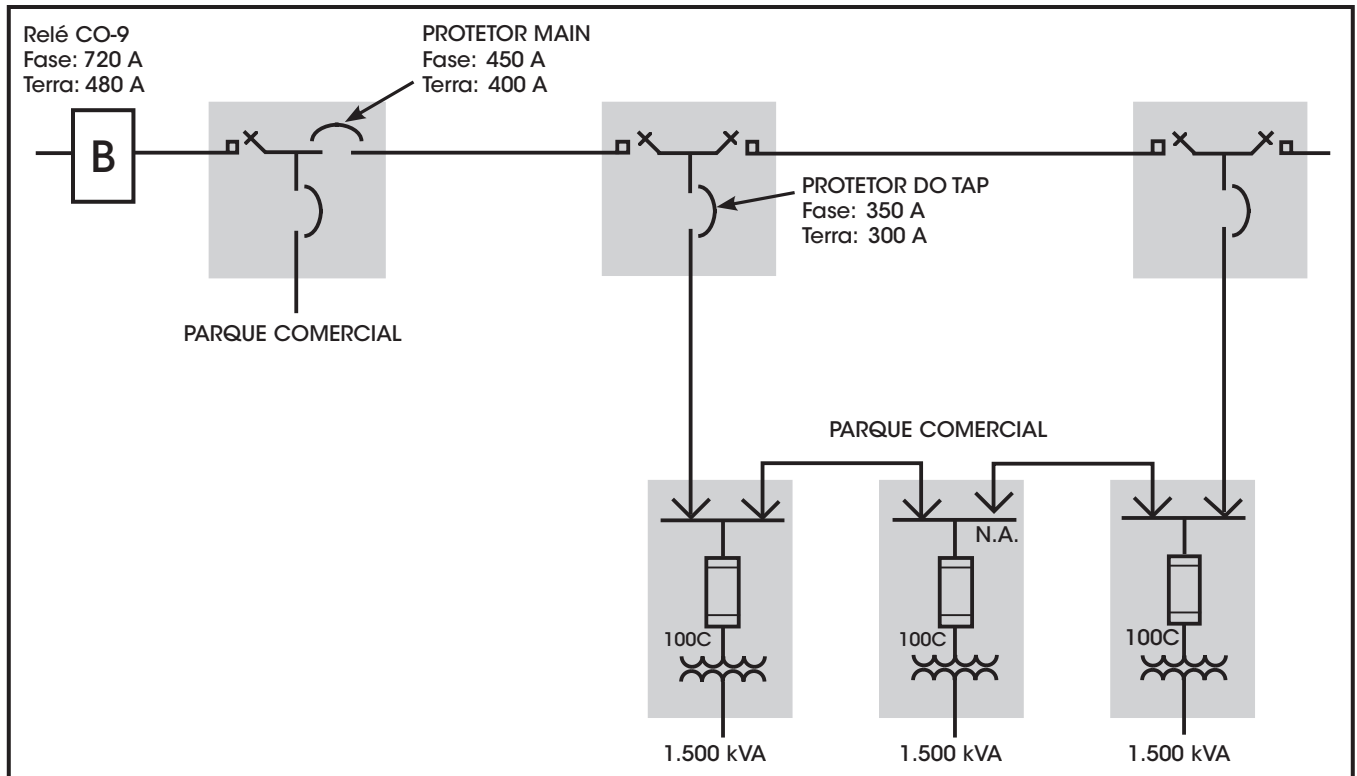 Relé CO-9
Fase: 720 A
Terra: 480 A
PROTETOR MAIN
Fase: 450 A
Terra: 400 A
B
PROTETOR DO TAP
Fase: 350 A
Terra: 300 A
PARQUE COMERCIAL
PARQUE COMERCIAL
N.A.
100C
100C
100C
1.500 kVA
1.500 kVA
1.500 kVA